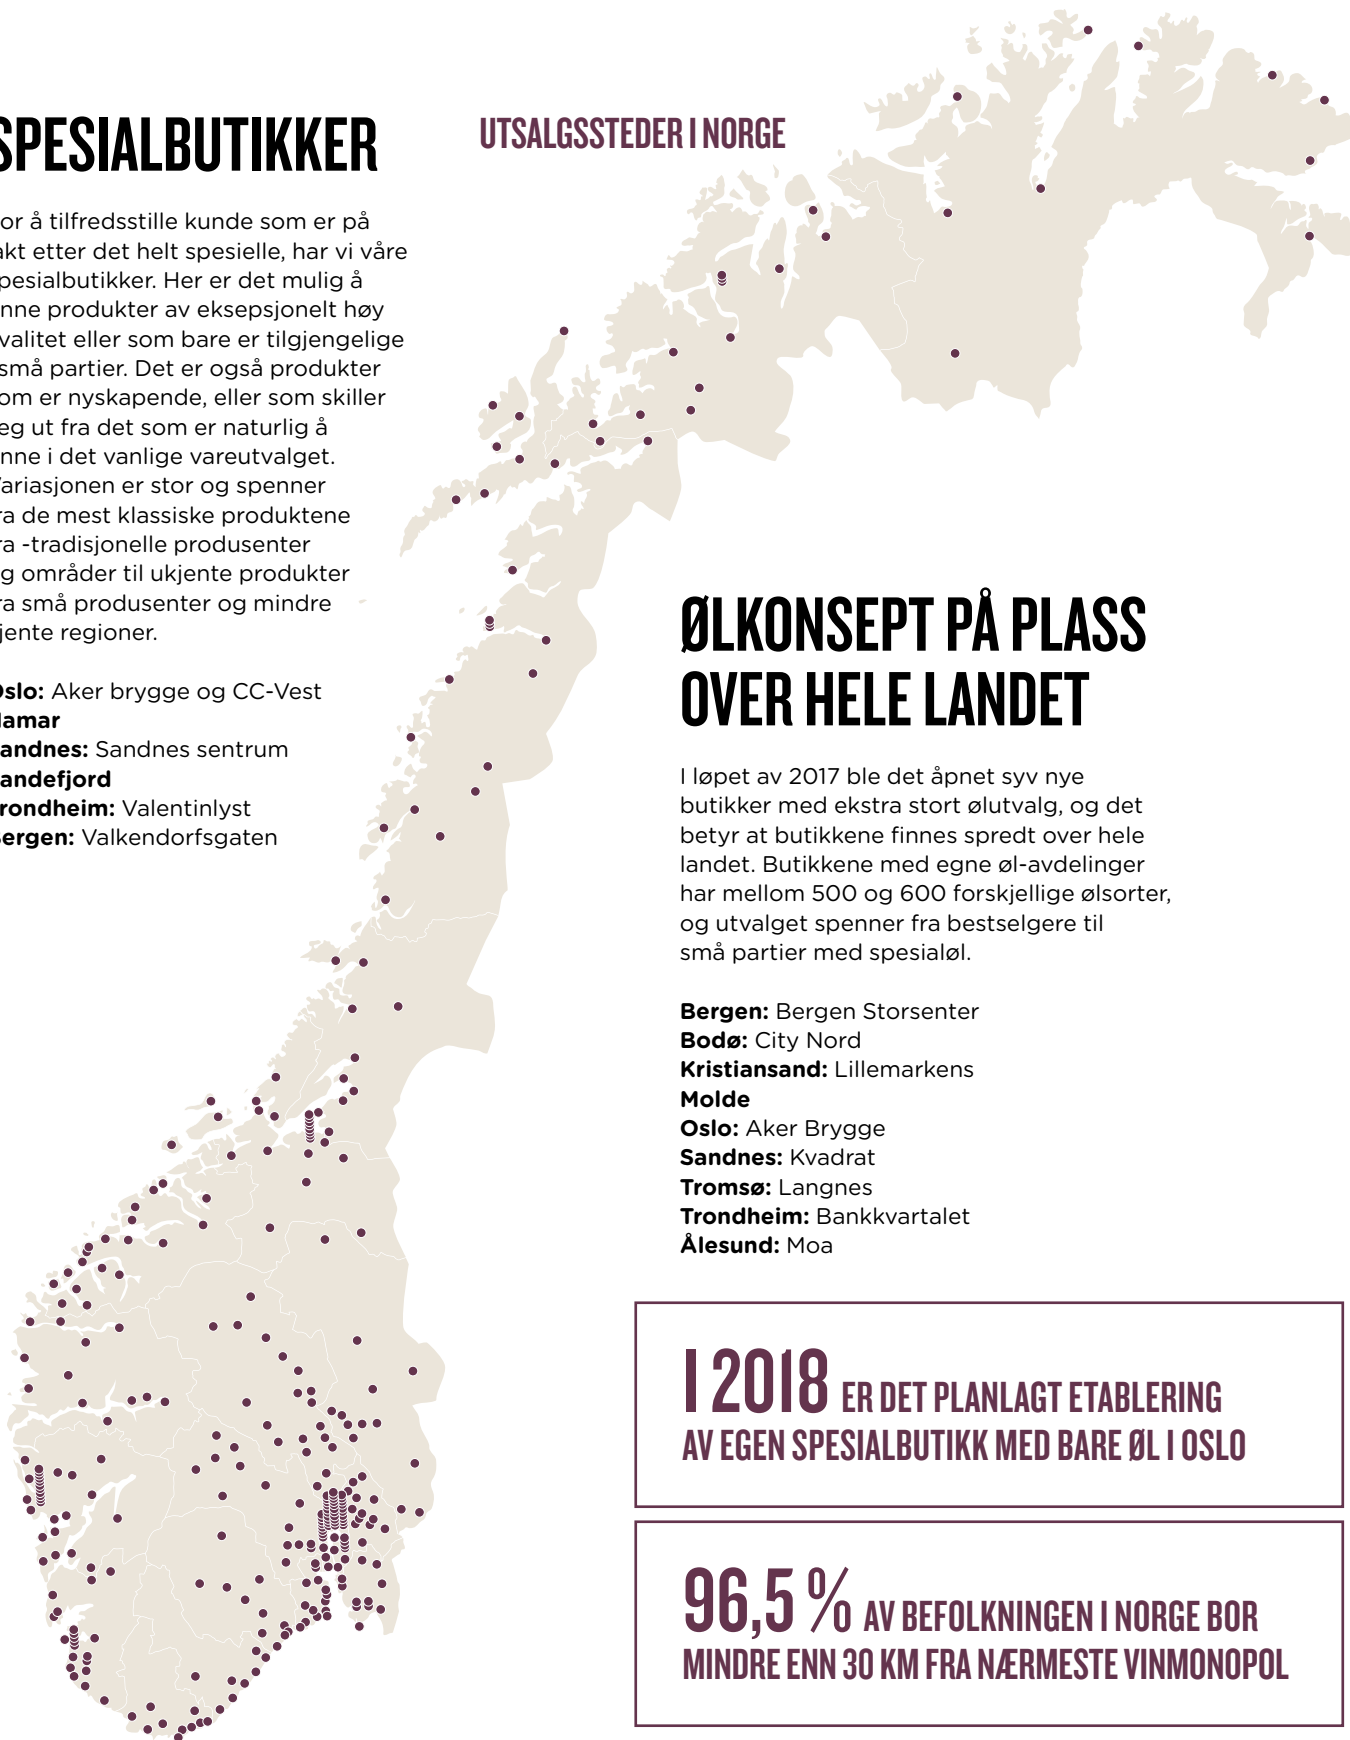 SPESIALBUTIKKER
or å tilfredsstille kunde som er på
akt etter det helt spesielle, har vi våre
pesialbutikker. Her er det mulig å
nne produkter av eksepsjonelt høy
valitet eller som bare er tilgjengelige
små partier. Det er også produkter
om er nyskapende, eller som skiller
eg ut fra det som er naturlig å
nne i det vanlige vareutvalget.
ariasjonen er stor og spenner
ra de mest klassiske produktene
ra -tradisjonelle produsenter
g områder til ukjente produkter
ra små produsenter og mindre
jente regioner.
Oslo: Aker brygge og CC-Vest
amar
andnes: Sandnes sentrum
andefjord
rondheim: Valentinlyst
Bergen: Valkendorfsgaten
UTSALGSSTEDER I NORGE
ØLKONSEPT PÅ PLASS
OVER HELE LANDET
I løpet av 2017 ble det åpnet syv nye
butikker med ekstra stort ølutvalg, og det
betyr at butikkene finnes spredt over hele
landet. Butikkene med egne øl-avdelinger
har mellom 500 og 600 forskjellige ølsorter,
og utvalget spenner fra bestselgere til
små partier med spesialøl.
Bergen: Bergen Storsenter
Bodø: City Nord
Kristiansand: Lillemarkens
Molde
Oslo: Aker Brygge
Sandnes: Kvadrat
Tromsø: Langnes
Trondheim: Bankkvartalet
Ålesund: Moa
I 2018 ER DET PLANLAGT ETABLERING
AV EGEN SPESIALBUTIKK MED BARE ØL I OSLO
96,5 % AV BEFOLKNINGEN I NORGE BOR
MINDRE ENN 30 KM FRA NÆRMESTE VINMONOPOL